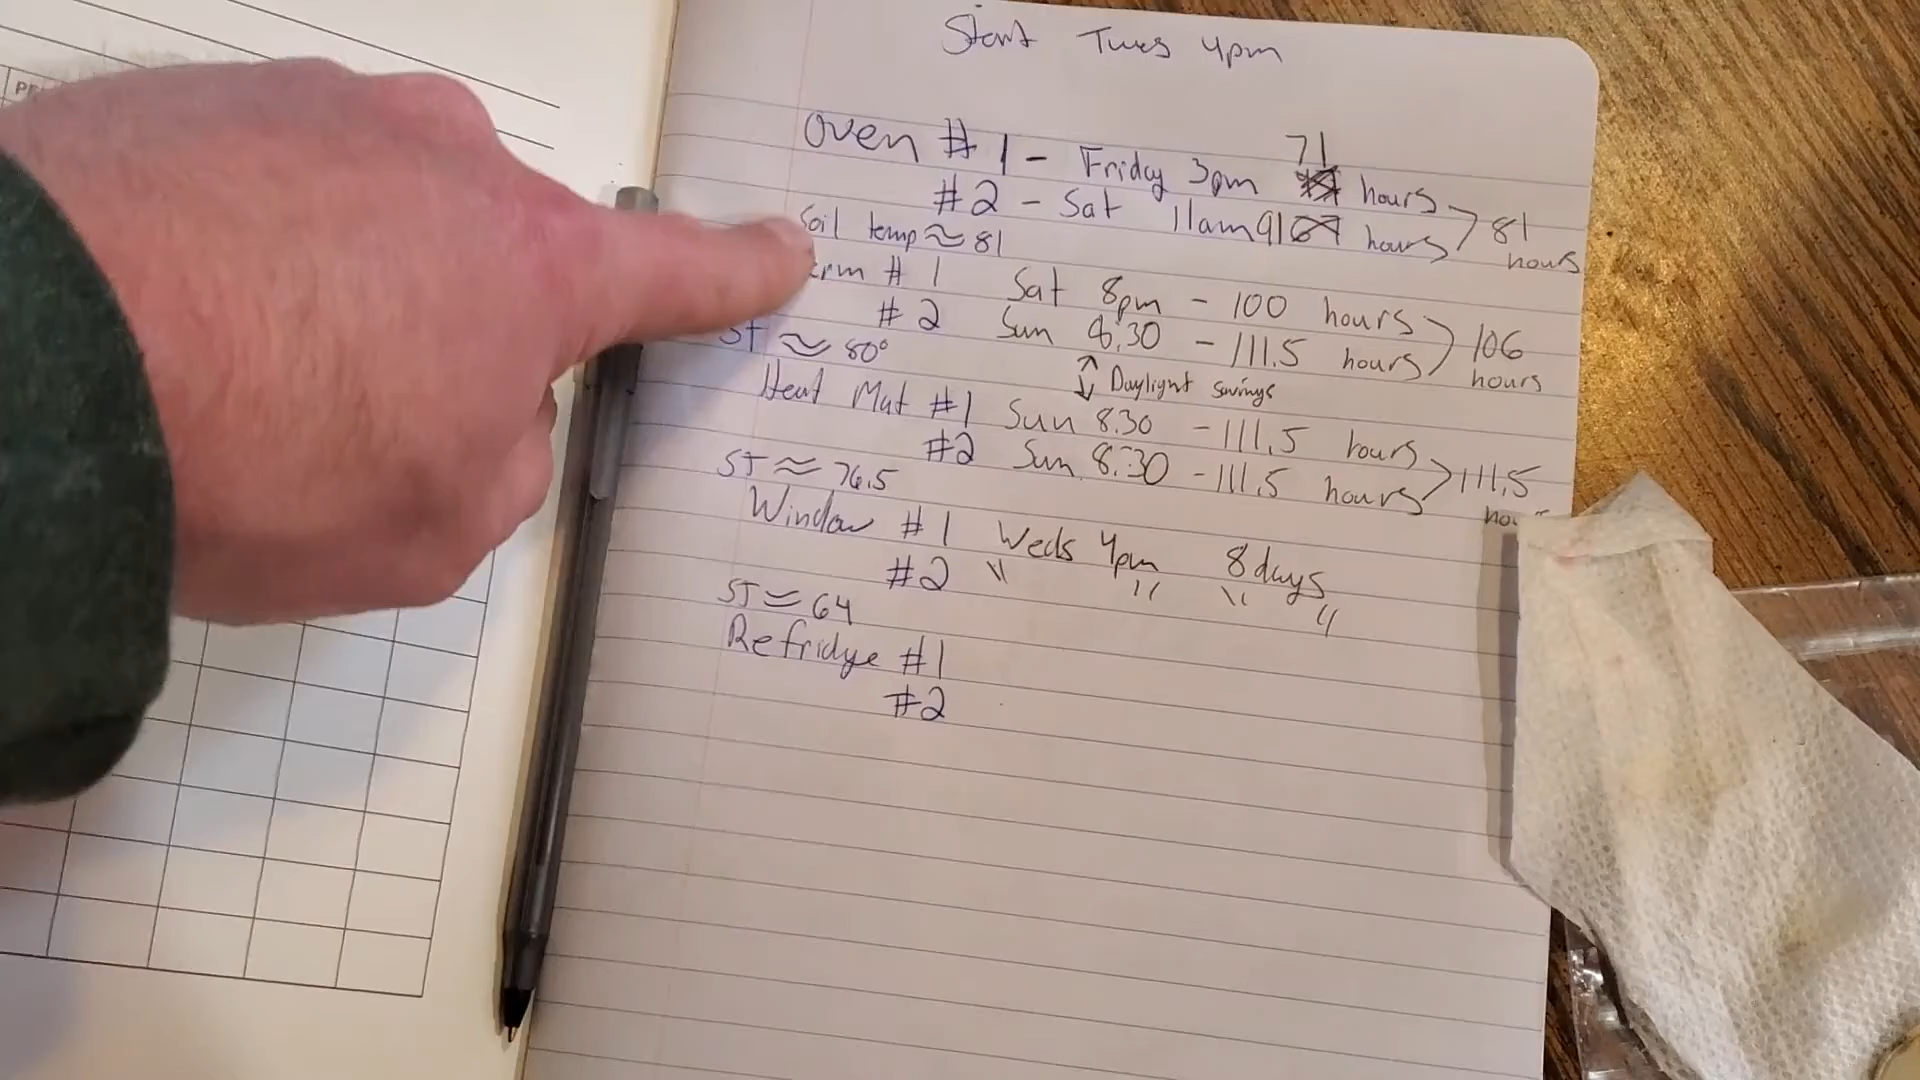 Start Tues 4pm
Oven #1 - Friday 3pm 71 hours
#2 - Sat 11am 91 hours
81 hours
Soil temp ≈ 81
#1 Sat 8pm - 100 hours
#2 Sun 8:30 - 111.5 hours
106 hours
ST ≈ 80°
Daylight savings
Heat Mat #1 Sun 8:30 - 111.5 hours
#2 Sun 8:30 - 111.5 hours
111.5
ST ≈ 76.5
Window #1 Weds 4pm 8 days
#2 " " " "
ST ≈ 64
Refridge #1
#2